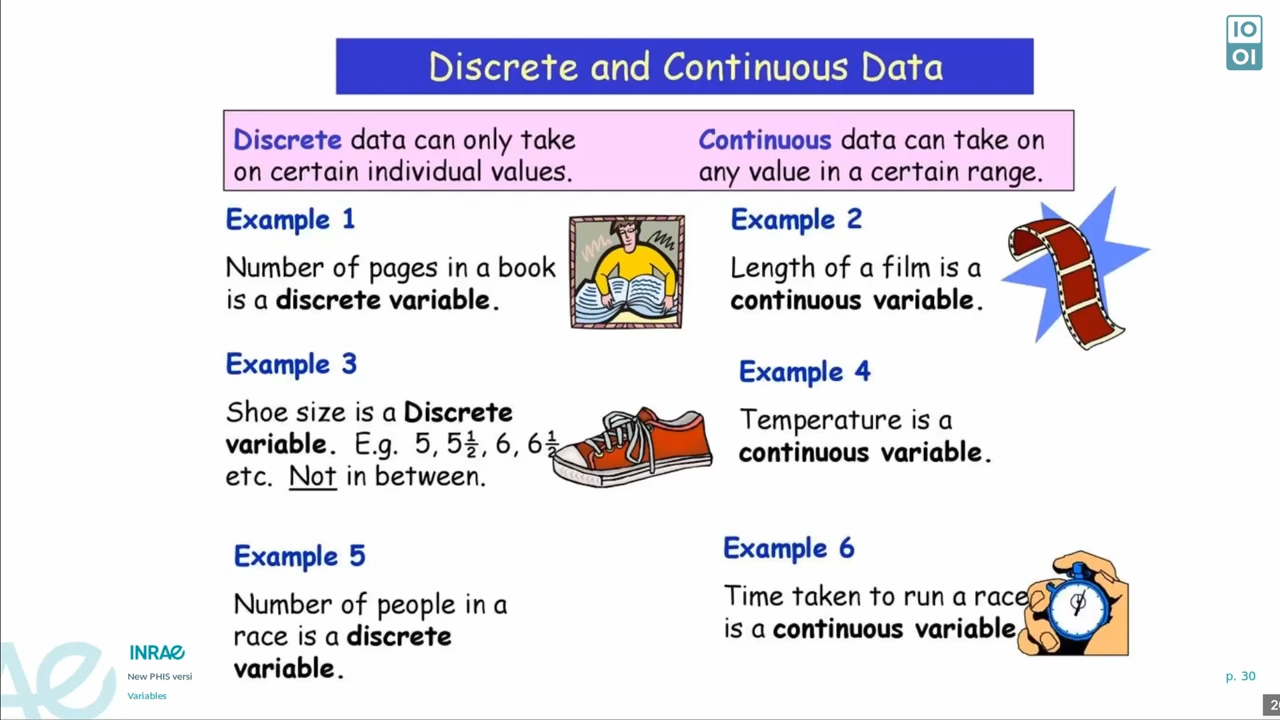 IO
OI
Discrete and Continuous Data
Discrete data can only take
on certain individual values.
Continuous data can take on
any value in a certain range.
Example 1
Number of pages in a book
is a discrete variable.
Example 2
Length of a film is a
continuous variable.
Example 3
Shoe size is a Discrete
variable. E.g. 5, 5½, 6, 6½
etc. Not in between.
Example 4
Temperature is a
continuous variable.
Example 5
Number of people in a
race is a discrete
variable.
Example 6
Time taken to run a race
is a continuous variable
INRAE
New PHIS versi
Variables
p. 30
2